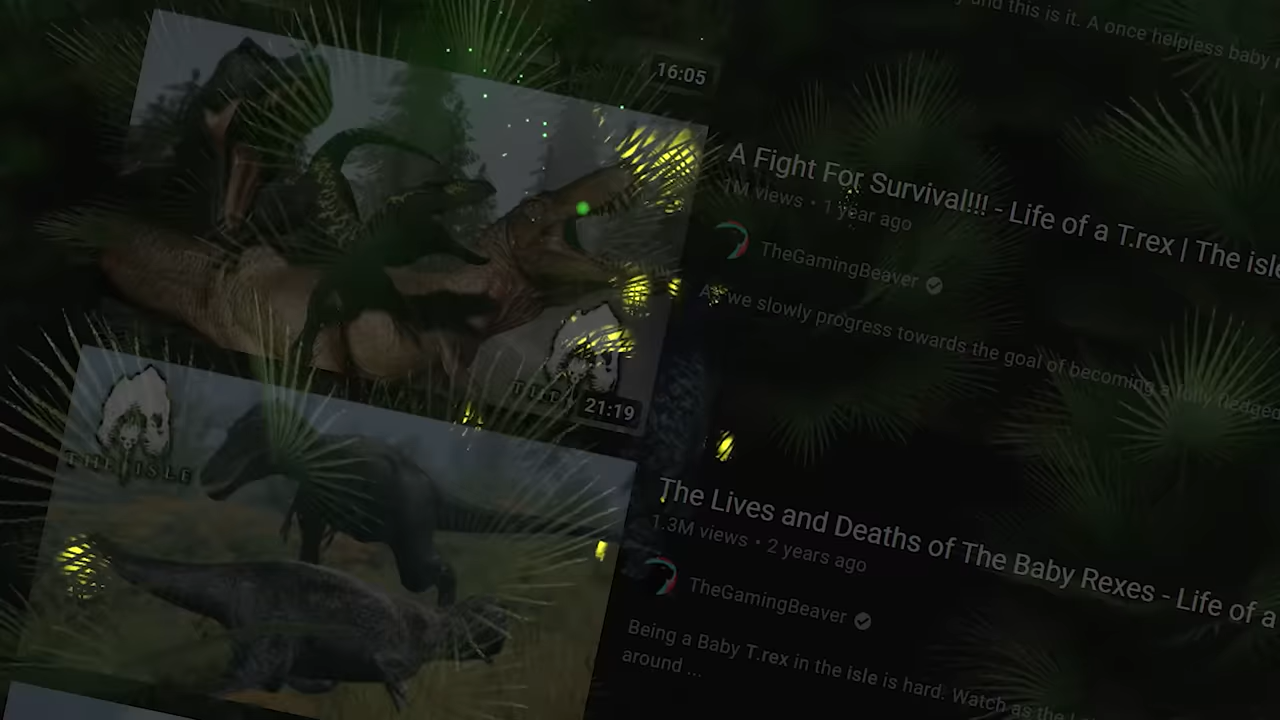 and this is it. A once helpless baby
16:05
A Fight For Survival!!! - Life of a T.rex | The isle
1M views • 1 year ago
TheGamingBeaver
As we slowly progress towards the goal of becoming a fully fledged
21:19
THE ISLE
The Lives and Deaths of The Baby Rexes - Life of a
1.3M views • 2 years ago
TheGamingBeaver
Being a Baby T.rex in the isle is hard. Watch as the
around ...